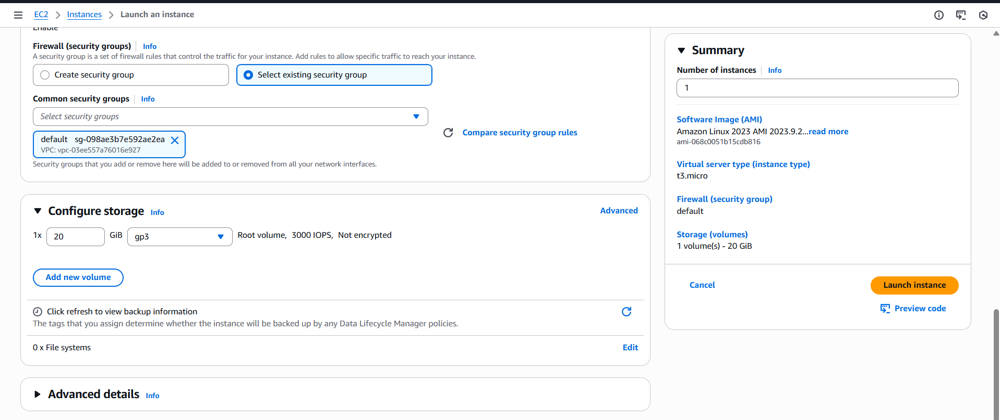 EC2 Instances Launch an instance
Enable
Firewall (security groups) Info
A security group is a set of firewall rules that control the traffic for your instance. Add rules to allow specific traffic to reach your instance.
Create security group
Select existing security group
Common security groups Info
Select security groups
default sg-098ae3b7e592ae2ea
VPC: vpc-03ee557a76016e927
Compare security group rules
Security groups that you add or remove here will be added to or removed from all your network interfaces.
Configure storage Info
Advanced
1x 20 GiB gp3 Root volume, 3000 IOPS, Not encrypted
Add new volume
Click refresh to view backup information
The tags that you assign determine whether the instance will be backed up by any Data Lifecycle Manager policies.
0 x File systems
Edit
Advanced details Info
Summary
Number of instances Info
1
Software Image (AMI)
Amazon Linux 2023 AMI 2023.9.2...read more
ami-068c0051b15cdb816
Virtual server type (instance type)
t3.micro
Firewall (security group)
default
Storage (volumes)
1 volume(s) - 20 GiB
Cancel
Launch instance
Preview code